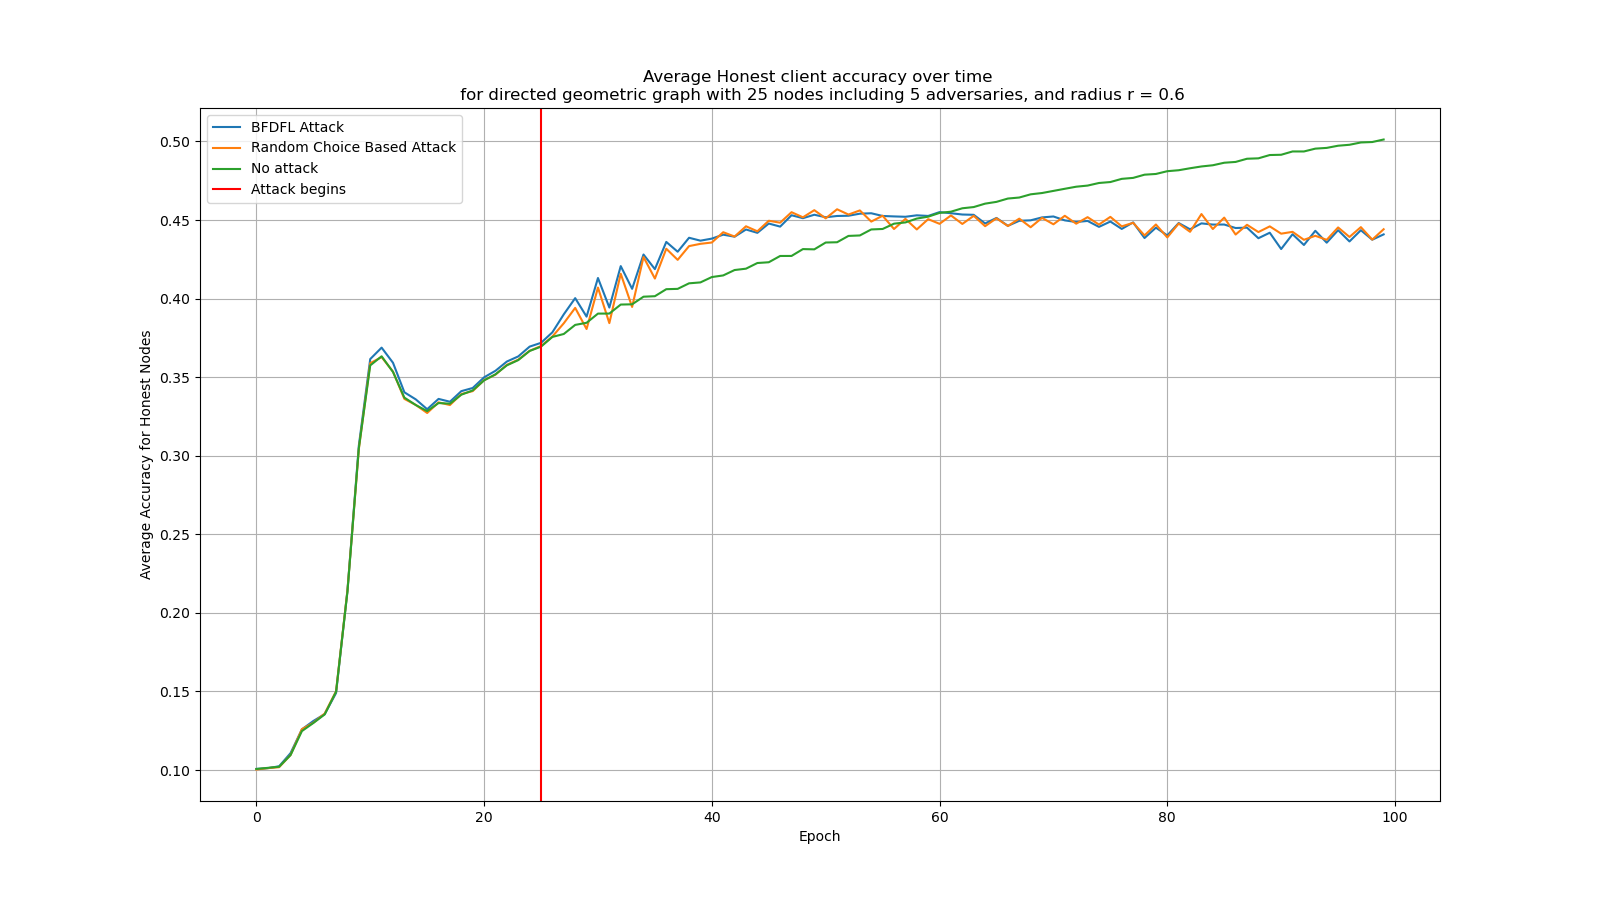 Average Honest client accuracy over time
for directed geometric graph with 25 nodes including 5 adversaries, and radius r = 0.6
BFDFL Attack
Random Choice Based Attack
No attack
Attack begins
Average Accuracy for Honest Nodes
0.50
0.45
0.40
0.35
0.30
0.25
0.20
0.15
0.10
0 20 40 60 80 100
Epoch